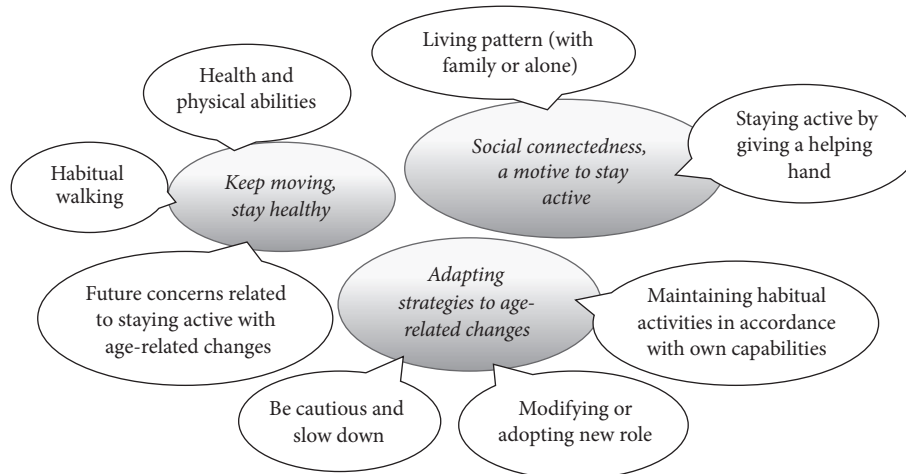 Living pattern (with
family or alone)
Health and
physical abilities
Staying active by
giving a helping
hand
Social connectedness,
a motive to stay
active
Habitual
walking
Keep moving,
stay healthy
Future concerns related
to staying active with
age-related changes
Adapting
strategies to age-
related changes
Maintaining habitual
activities in accordance
with own capabilities
Be cautious and
slow down
Modifying or
adopting new role